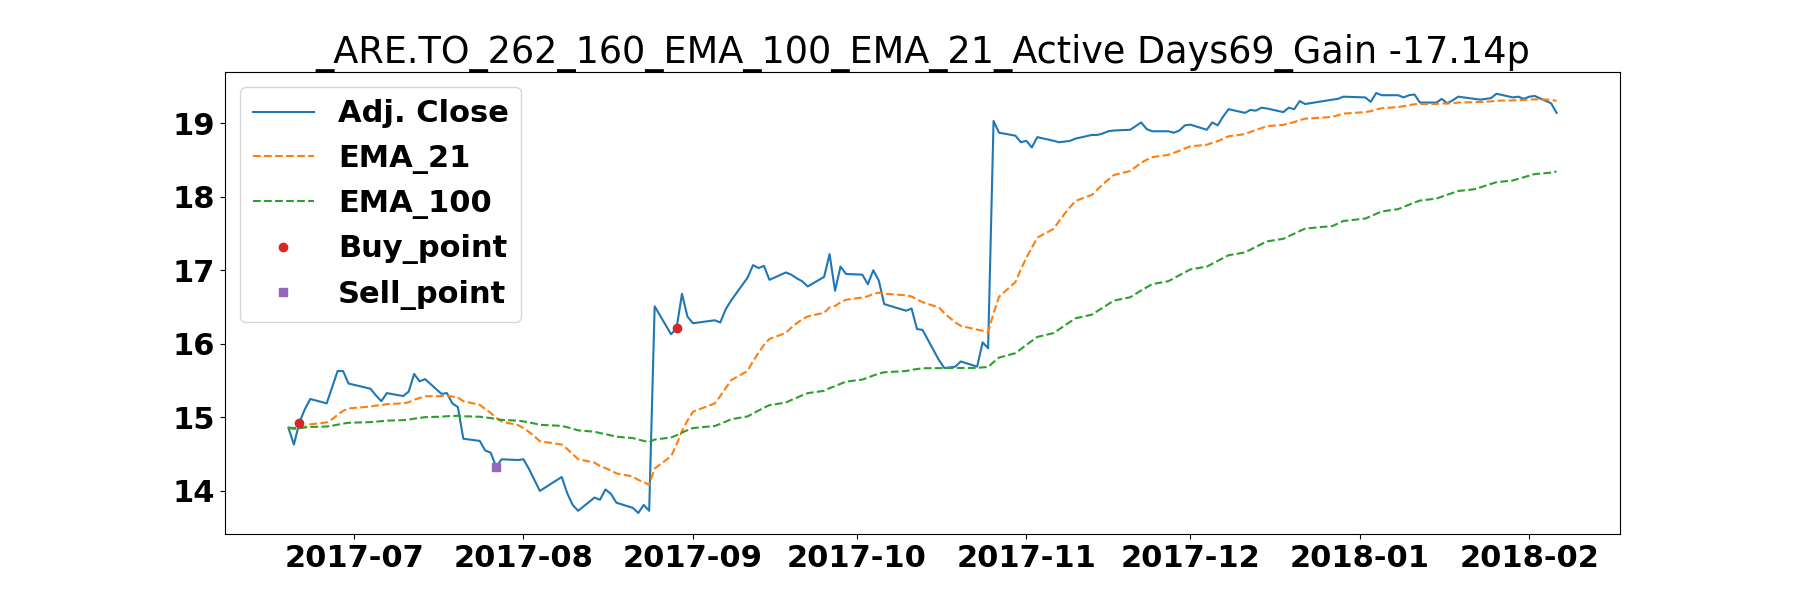 _ARE.TO_262_160_EMA_100_EMA_21_Active Days69_Gain -17.14p
Adj. Close
EMA_21
EMA_100
Buy_point
Sell_point
19
18
17
16
15
14
2017-07 2017-08 2017-09 2017-10 2017-11 2017-12 2018-01 2018-02